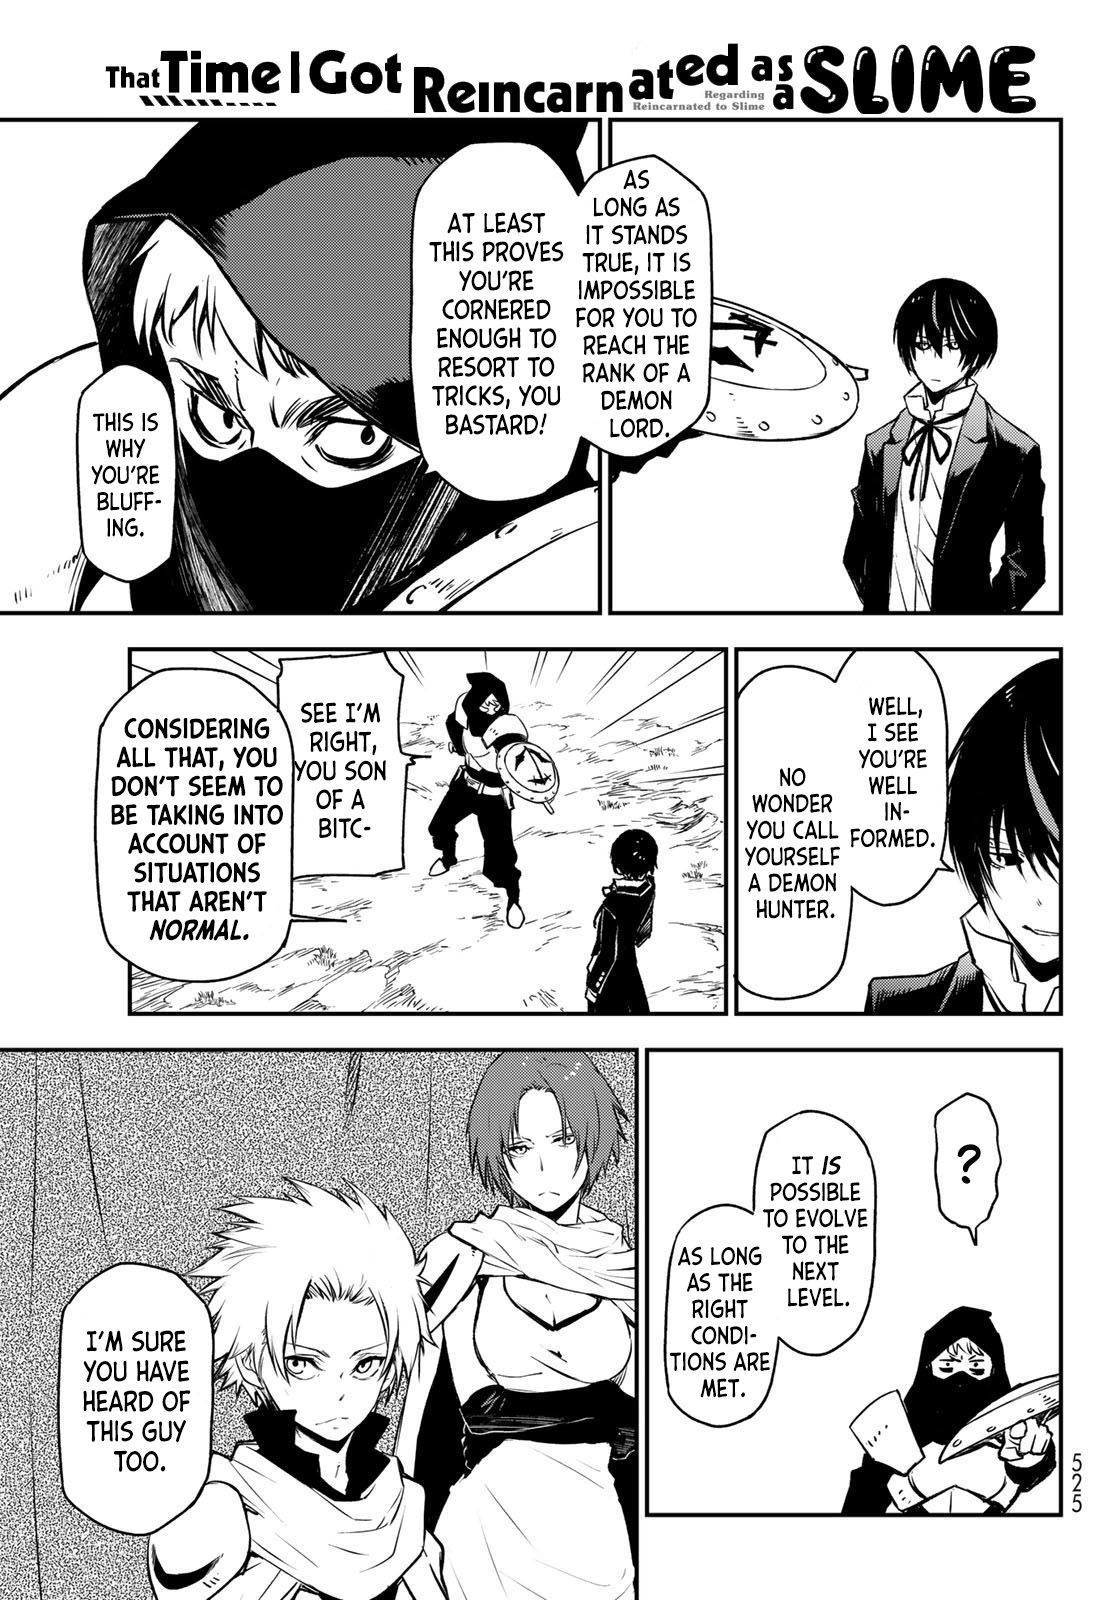 That Time I Got Reincarnated as a SLIME
Regarding
Reincarnated to Slime
AS
LONG AS
IT STANDS
TRUE, IT IS
IMPOSSIBLE
FOR YOU TO
REACH THE
RANK OF A
DEMON
LORD.
AT LEAST
THIS PROVES
YOU'RE
CORNERED
ENOUGH TO
RESORT TO
TRICKS, YOU
BASTARD!
THIS IS
WHY
YOU'RE
BLUFF-
ING.
WELL,
I SEE
YOU'RE
WELL
IN-
FORMED.
NO
WONDER
YOU CALL
YOURSELF
A DEMON
HUNTER.
SEE I'M
RIGHT,
YOU SON
OF A
BITC-
CONSIDERING
ALL THAT, YOU
DON'T SEEM TO
BE TAKING INTO
ACCOUNT OF
SITUATIONS
THAT AREN'T
NORMAL.
?
IT IS
POSSIBLE
TO EVOLVE
TO THE
NEXT
LEVEL.
AS LONG
AS THE
RIGHT
CONDI-
TIONS ARE
MET.
I'M SURE
YOU HAVE
HEARD OF
THIS GUY
TOO.
525